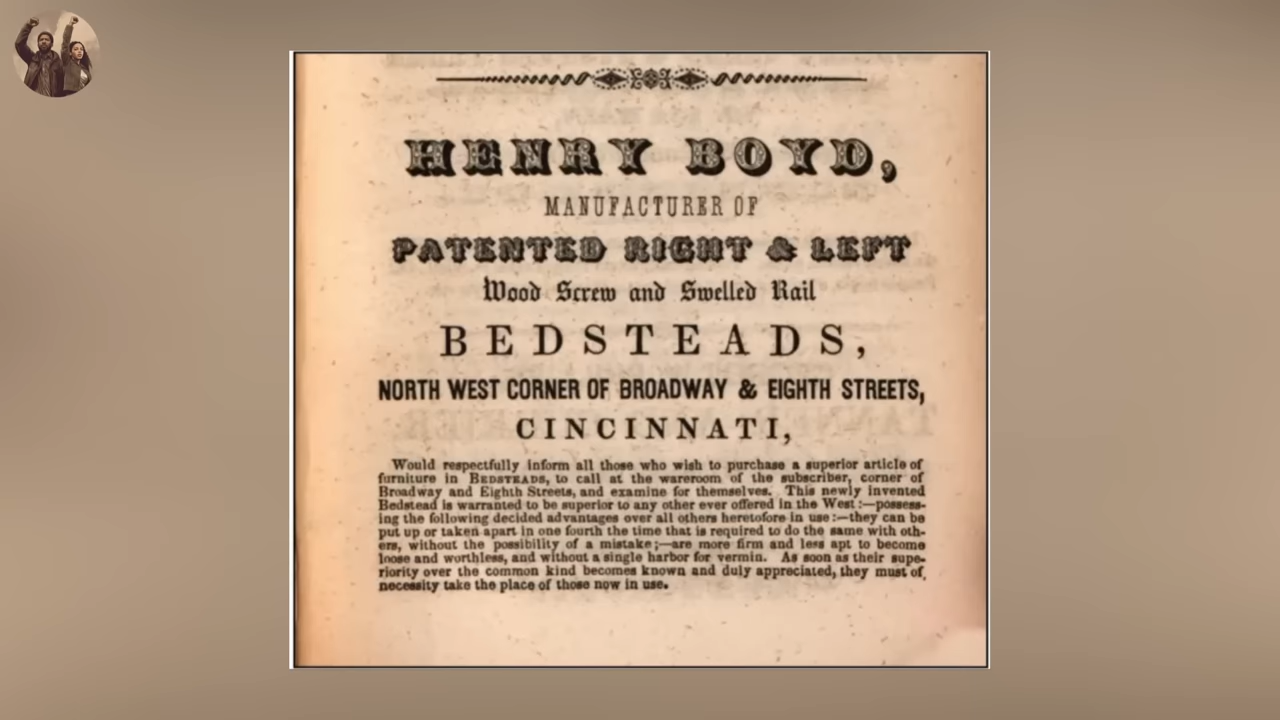 HENRY BOYD,
MANUFACTURER OF
PATENTED RIGHT & LEFT
Wood Screw and Swelled Rail
BEDSTEADS,
NORTH WEST CORNER OF BROADWAY & EIGHTH STREETS,
CINCINNATI,
Would respectfully inform all those who wish to purchase a superior article of
furniture in BEDSTEADS, to call at the wareroom of the subscriber, corner of
Broadway and Eighth Streets, and examine for themselves. This newly invented
Bedstead is warranted to be superior to any other ever offered in the West:—possess-
ing the following decided advantages over all others heretofore in use:—they can be
put up or taken apart in one fourth the time that is required to do the same with oth-
ers, without the possibility of a mistake;—are more firm and less apt to become
loose and worthless, and without a single harbor for vermin. As soon as their supe-
riority over the common kind becomes known and duly appreciated, they must of
necessity take the place of those now in use.